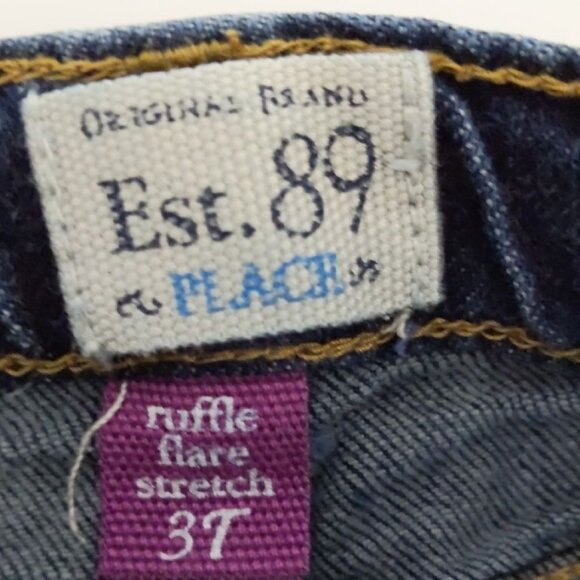 ORIGINAL BRAND
Est. 89
PLACE
ruffle
flare
stretch
3T